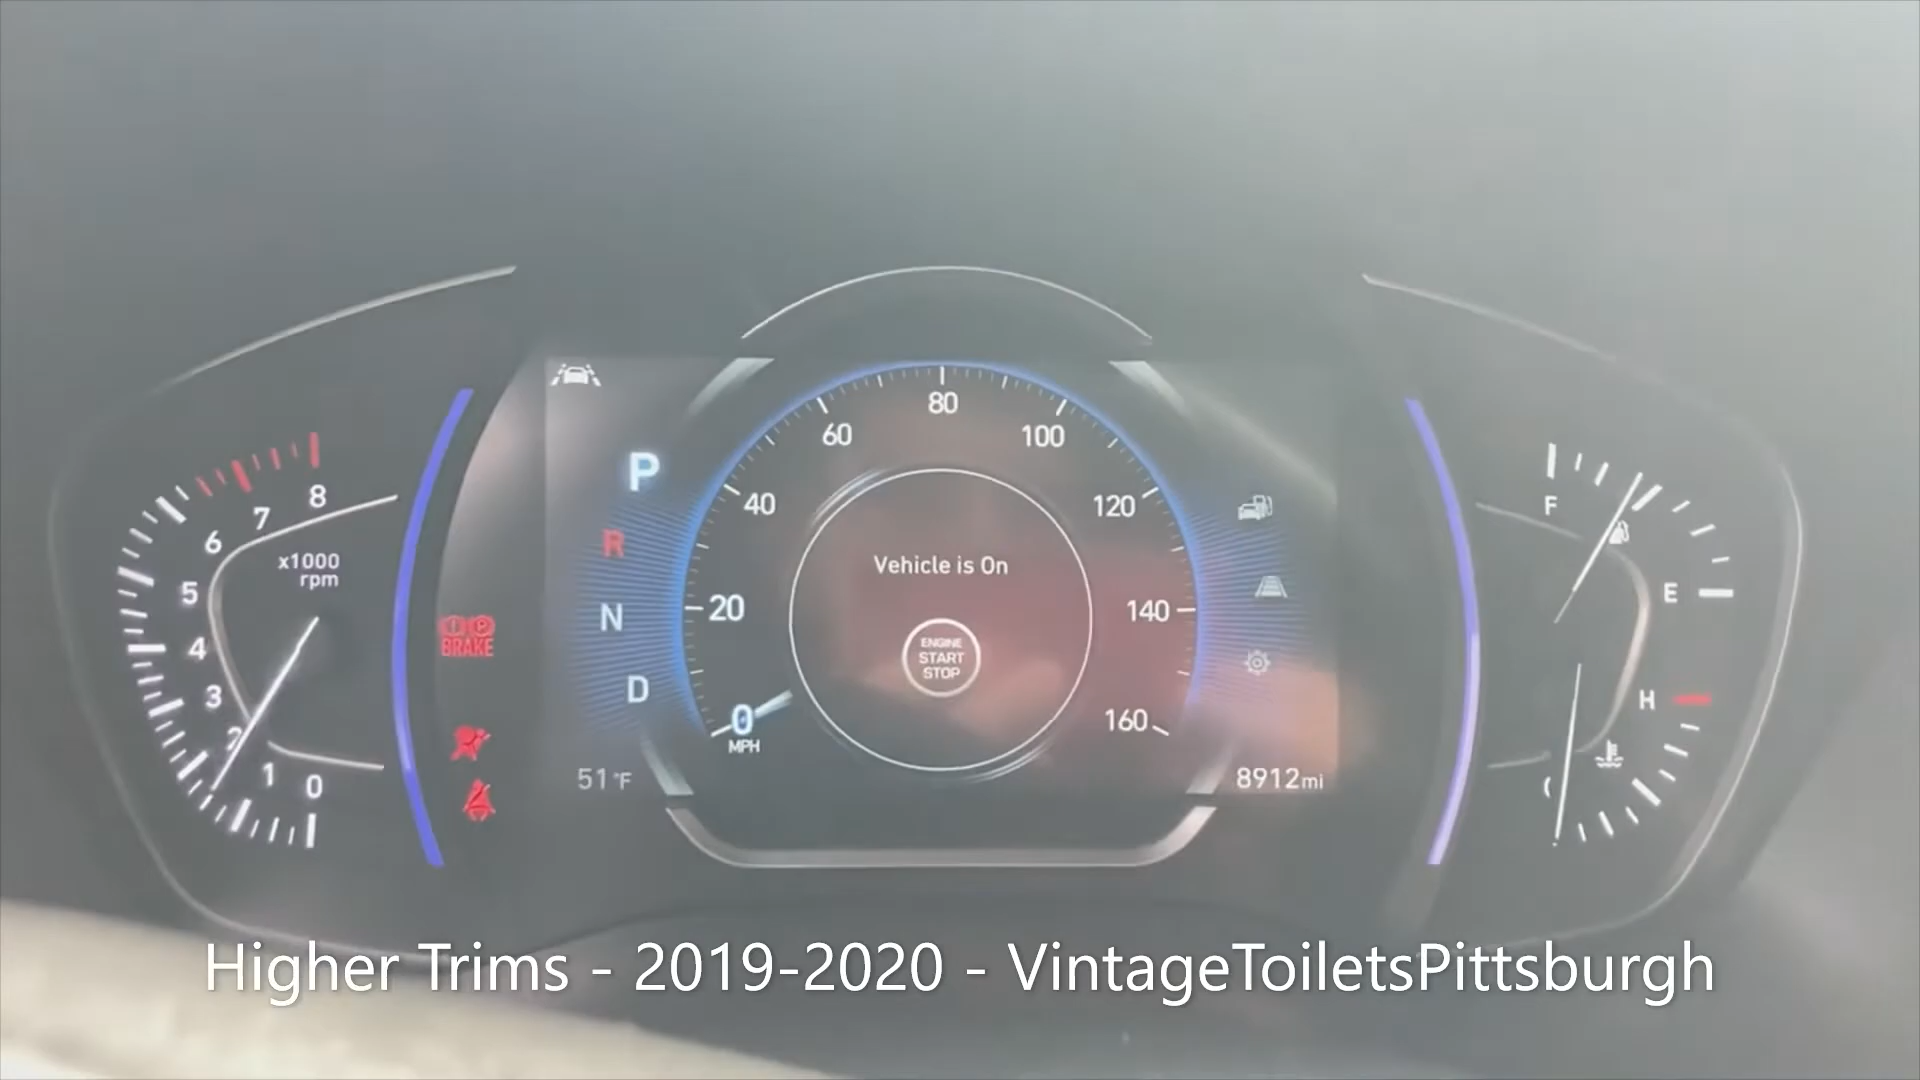 80
60
100
40
120
20
140
0
MPH
160
8
7
6
5
4
3
2
1
0
x1000
rpm
P
R
N
D
BRAKE
P
51°F
Vehicle is On
ENGINE
START
STOP
8912mi
F
E
H
Higher Trims - 2019-2020 - VintageToiletsPittsburgh